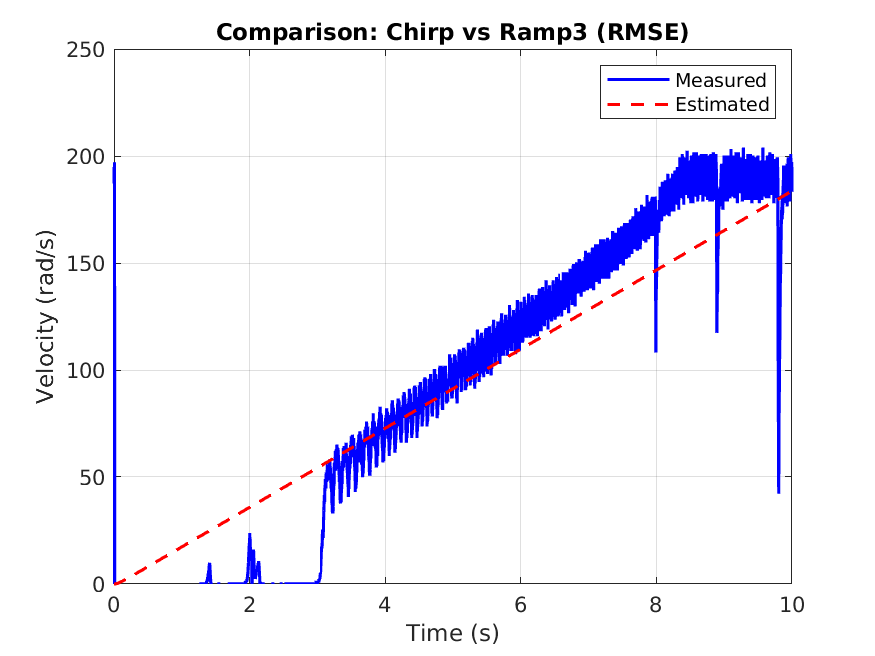 Comparison: Chirp vs Ramp3 (RMSE)
250
200
150
100
50
0
Velocity (rad/s)
Measured
Estimated
0 2 4 6 8 10
Time (s)